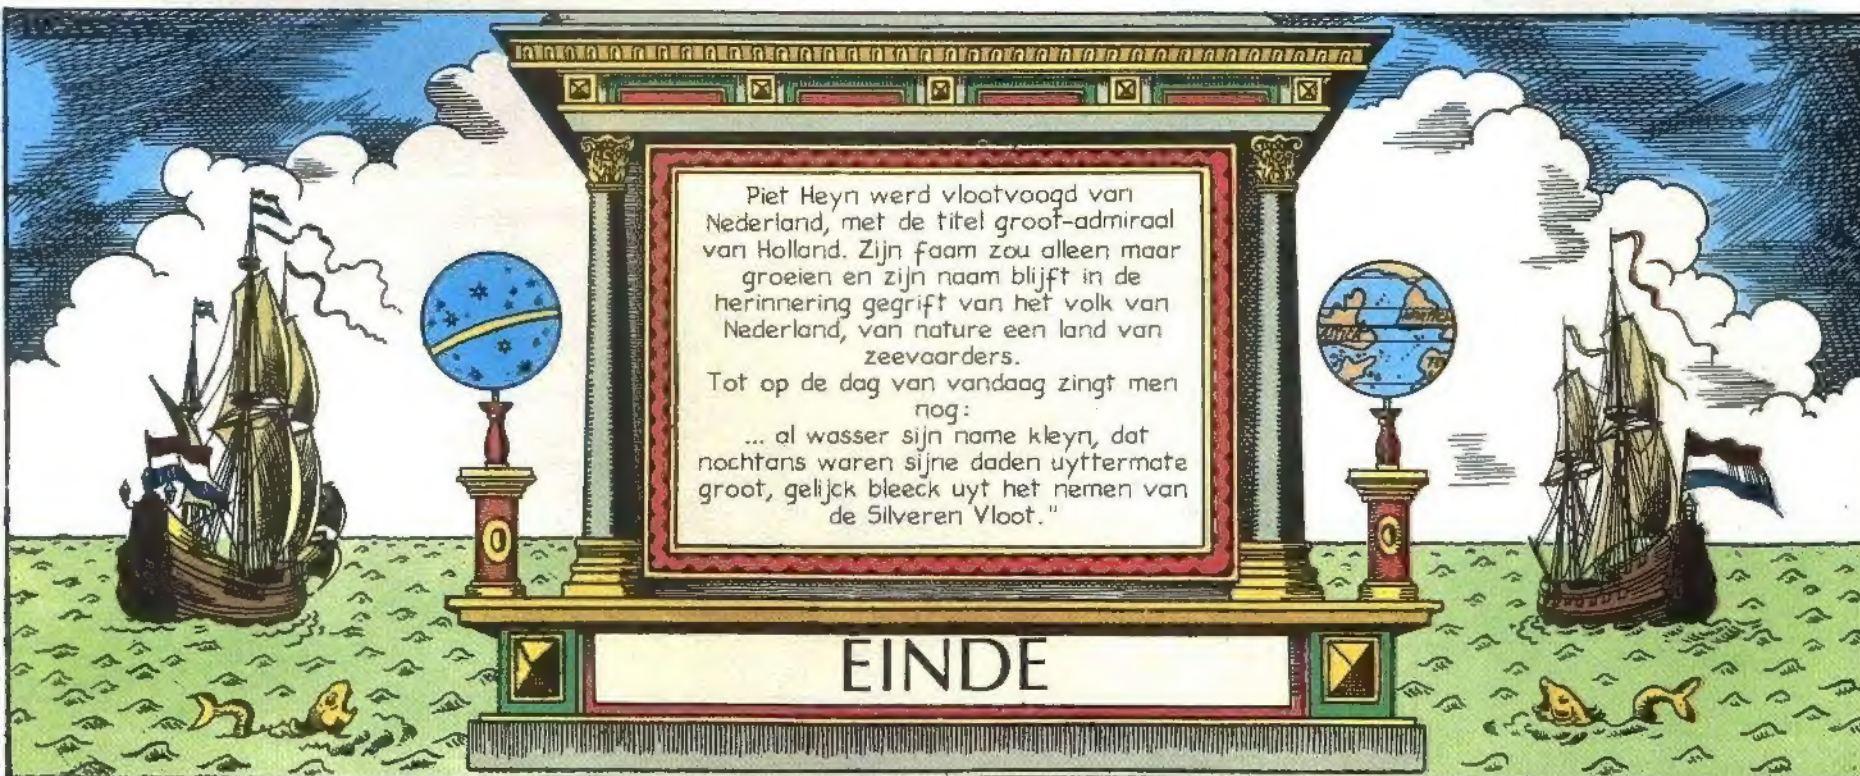 Piet Heyn werd vlootvoogd van
Nederland, met de titel groot-admiraal
van Holland. Zijn faam zou alleen maar
groeien en zijn naam blijft in de
herinnering gegrift van het volk van
Nederland, van nature een land van
zeevaarders.
Tot op de dag van vandaag zingt men
nog:
... al wasser sijn name kleyn, dat
nochtans waren sijne daden uyttermate
groot, gelijck bleeck uyt het nemen van
de Silveren Vloot."
EINDE